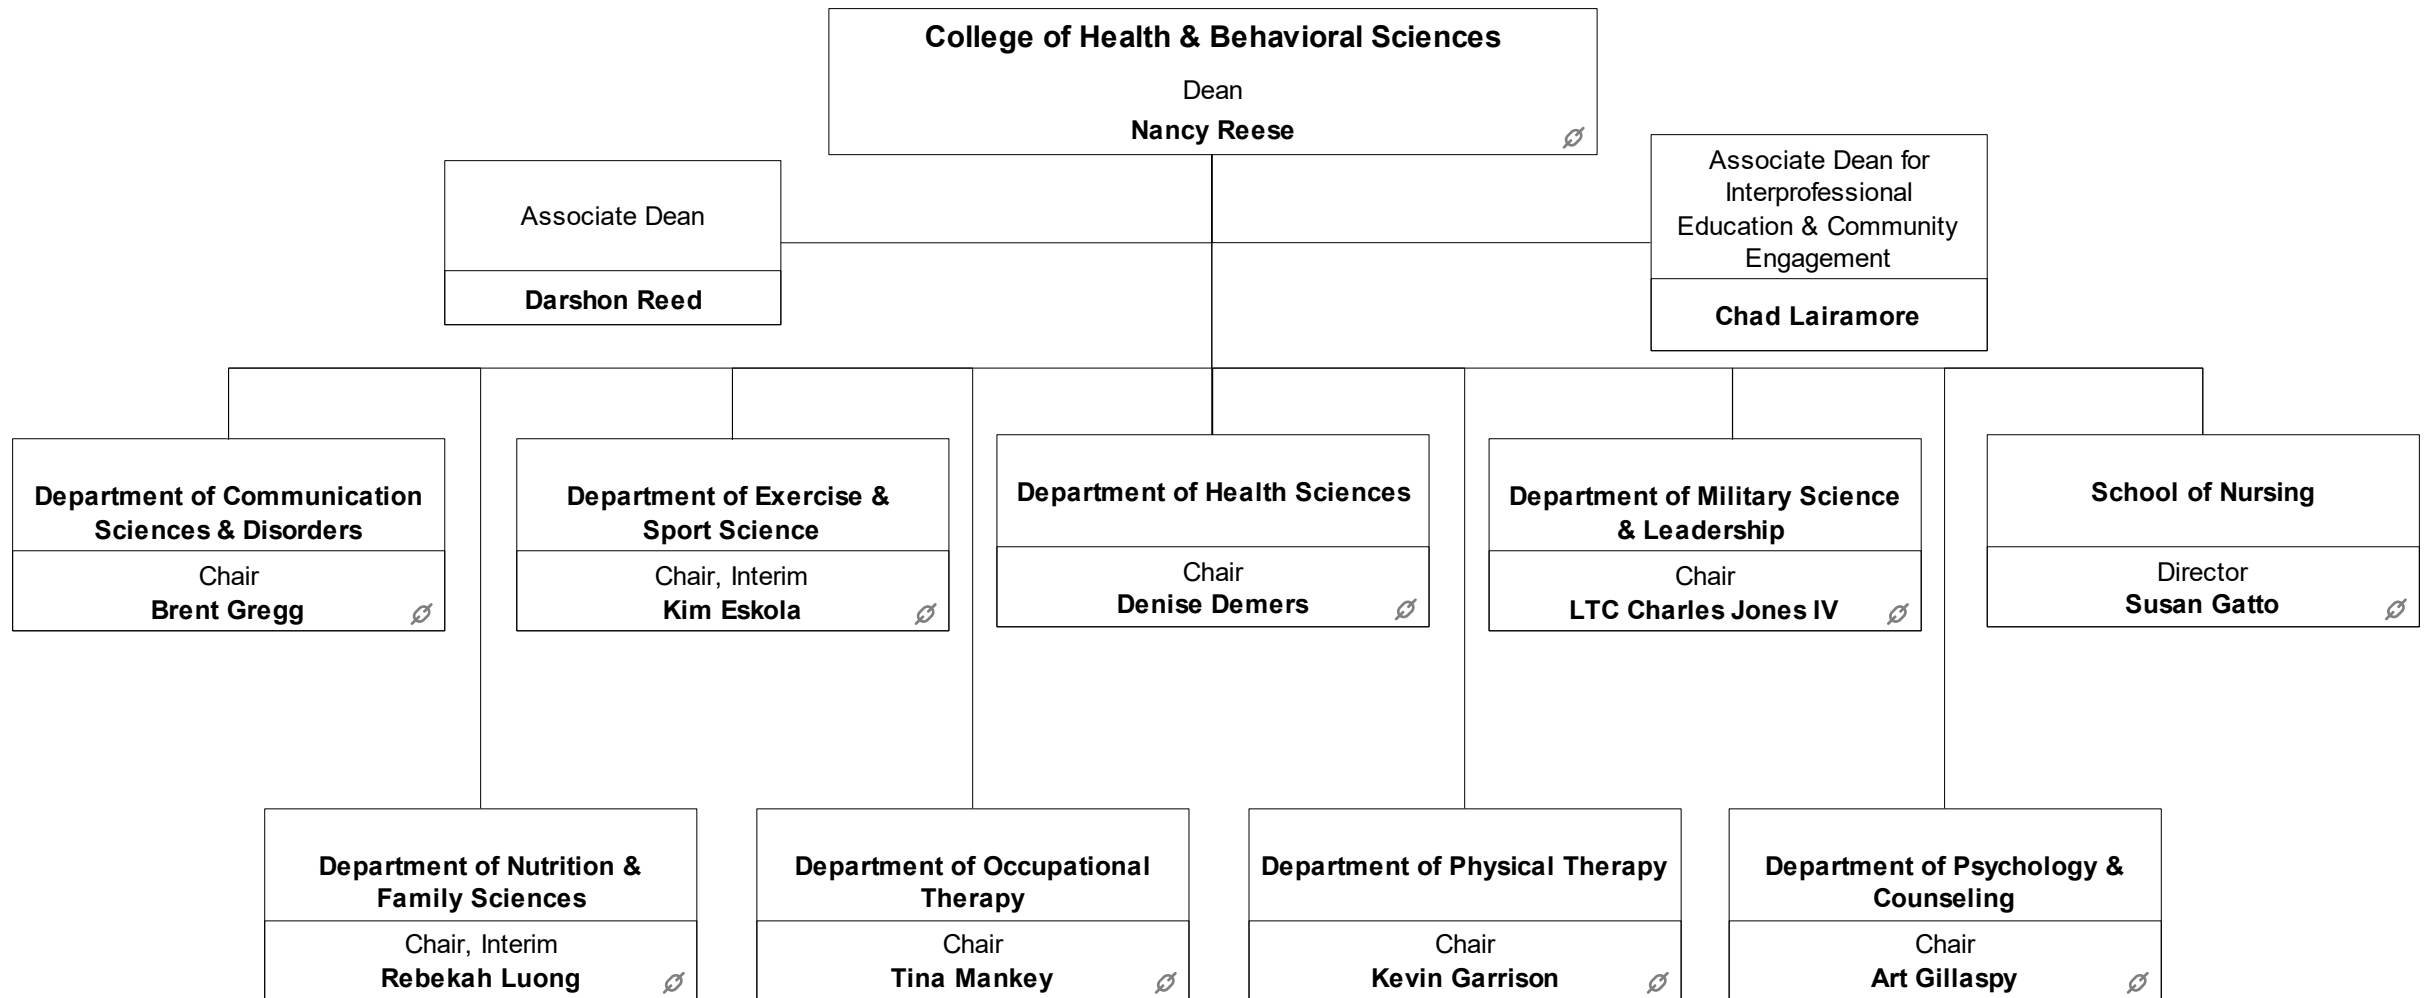 College of Health & Behavioral Sciences
Dean
Nancy Reese
Associate Dean
Darshon Reed
Associate Dean for
Interprofessional
Education & Community
Engagement
Chad Lairamore
Department of Communication
Sciences & Disorders
Chair
Brent Gregg
Department of Exercise &
Sport Science
Chair, Interim
Kim Eskola
Department of Health Sciences
Chair
Denise Demers
Department of Military Science
& Leadership
Chair
LTC Charles Jones IV
School of Nursing
Director
Susan Gatto
Department of Nutrition &
Family Sciences
Chair, Interim
Rebekah Luong
Department of Occupational
Therapy
Chair
Tina Mankey
Department of Physical Therapy
Chair
Kevin Garrison
Department of Psychology &
Counseling
Chair
Art Gillaspy